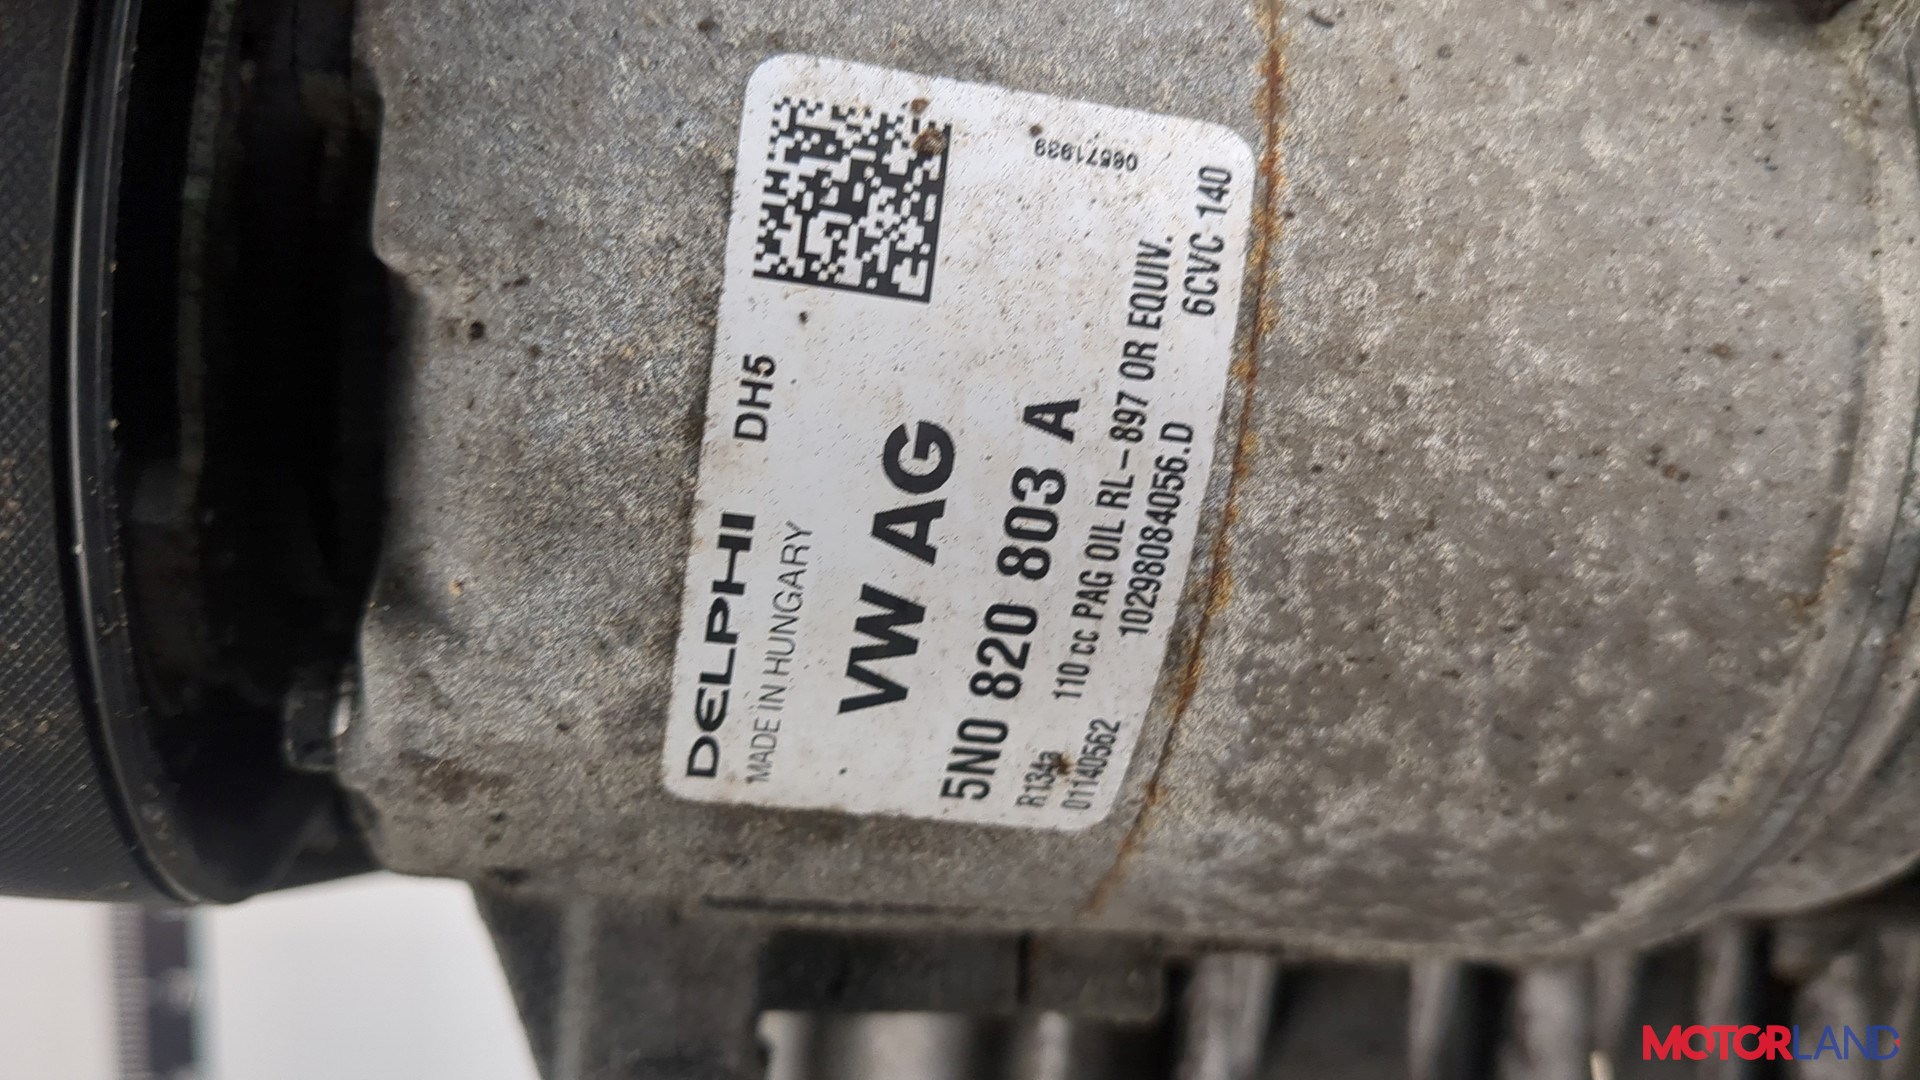 DELPHI DH5
MADE IN HUNGARY
VW AG
5N0 820 803 A
R134a 110 cc PAG OIL RL-897 OR EQUIV.
01140562 10298084056.D 6CVC 140
06571939
MOTORLAND